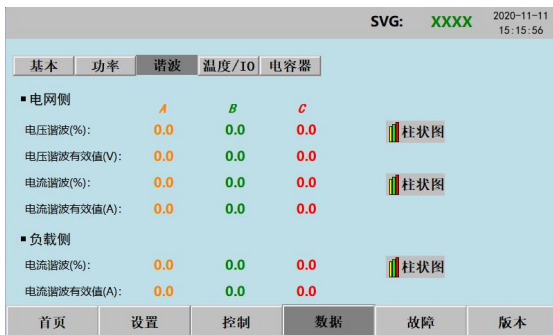 SVG: XXXX 2020-11-11
15:15:56
基本 功率 谐波 温度/IO 电容器
▪电网侧
A B C
电压谐波(%): 0.0 0.0 0.0 柱状图
电压谐波有效值(V): 0.0 0.0 0.0
电流谐波(%): 0.0 0.0 0.0 柱状图
电流谐波有效值(A): 0.0 0.0 0.0
▪负载侧
电流谐波(%): 0.0 0.0 0.0 柱状图
电流谐波有效值(A): 0.0 0.0 0.0
首页 设置 控制 数据 故障 版本